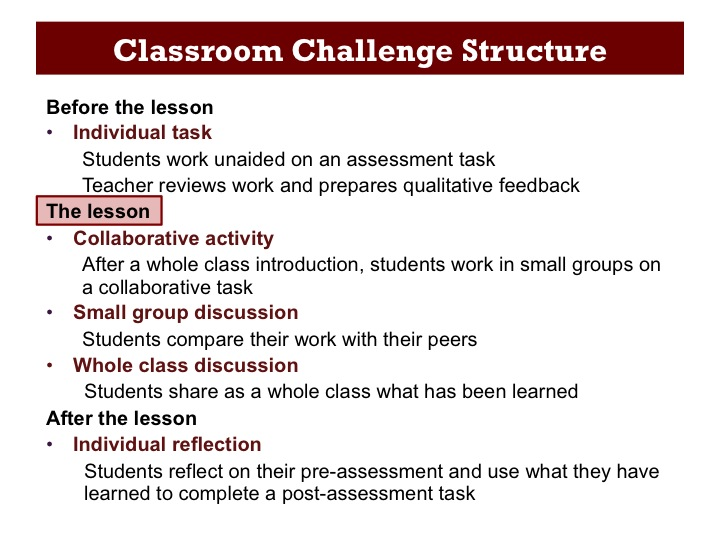 Classroom Challenge Structure
Before the lesson
• Individual task
Students work unaided on an assessment task
Teacher reviews work and prepares qualitative feedback
The lesson
• Collaborative activity
After a whole class introduction, students work in small groups on
a collaborative task
• Small group discussion
Students compare their work with their peers
• Whole class discussion
Students share as a whole class what has been learned
After the lesson
• Individual reflection
Students reflect on their pre-assessment and use what they have
learned to complete a post-assessment task